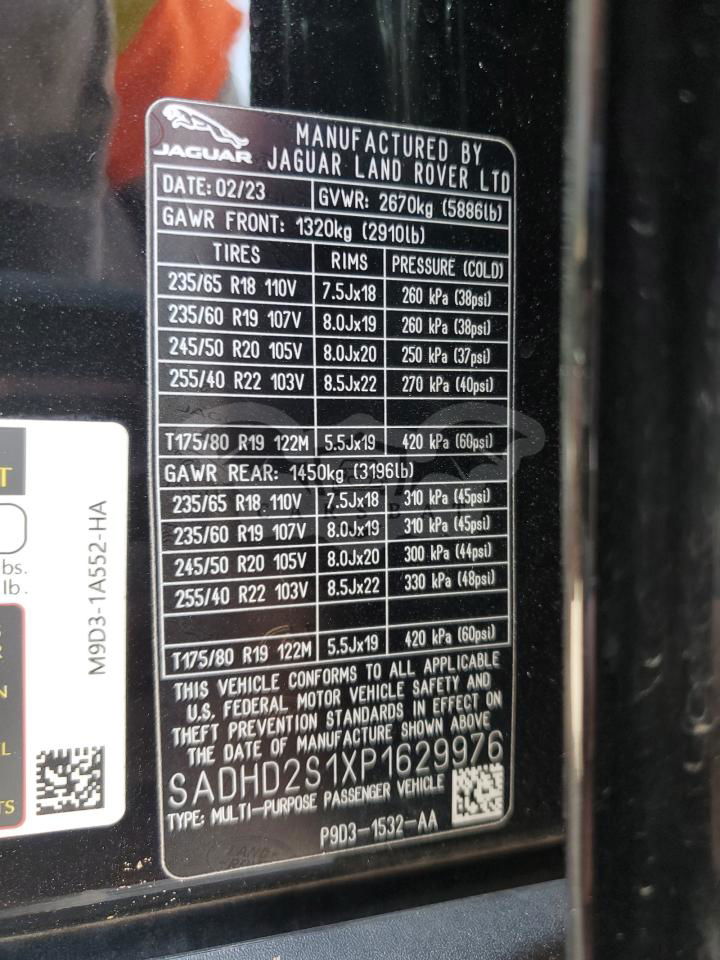 JAGUAR
MANUFACTURED BY
JAGUAR LAND ROVER LTD
DATE: 02/23 GVWR: 2670kg (5886lb)
GAWR FRONT: 1320kg (2910lb)
TIRES RIMS PRESSURE (COLD)
235/65 R18 110V 7.5Jx18 260 kPa (38psi)
235/60 R19 107V 8.0Jx19 260 kPa (38psi)
245/50 R20 105V 8.0Jx20 250 kPa (37psi)
255/40 R22 103V 8.5Jx22 270 kPa (40psi)
T175/80 R19 122M 5.5Jx19 420 kPa (60psi)
GAWR REAR: 1450kg (3196lb)
235/65 R18 110V 7.5Jx18 310 kPa (45psi)
235/60 R19 107V 8.0Jx19 310 kPa (45psi)
245/50 R20 105V 8.0Jx20 300 kPa (44psi)
255/40 R22 103V 8.5Jx22 330 kPa (48psi)
T175/80 R19 122M 5.5Jx19 420 kPa (60psi)
THIS VEHICLE CONFORMS TO ALL APPLICABLE
U.S. FEDERAL MOTOR VEHICLE SAFETY AND
THEFT PREVENTION STANDARDS IN EFFECT ON
THE DATE OF MANUFACTURE SHOWN ABOVE
SADHD2S1XP1629976
TYPE: MULTI-PURPOSE PASSENGER VEHICLE
P9D3-1532-AA
T
bs.
lb.
R
N
L
TS
M9D3-1A552-HA